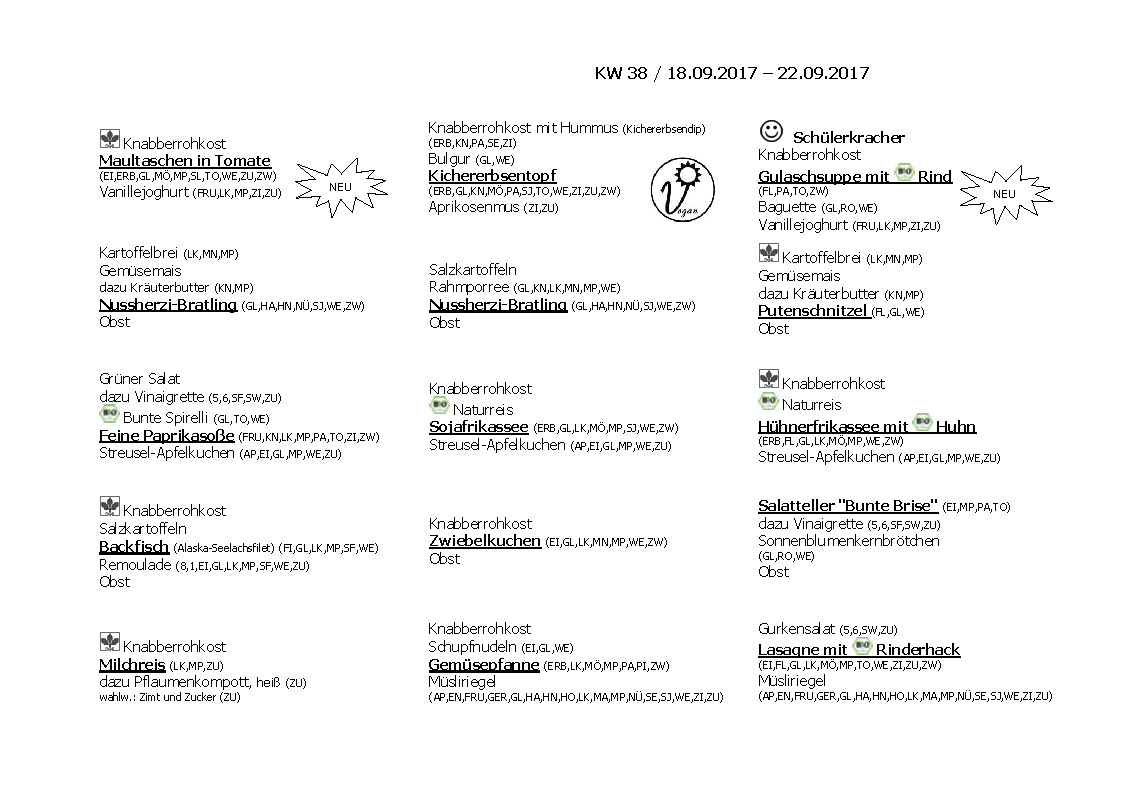 KW 38 / 18.09.2017 – 22.09.2017
Knabberrohkost
Maultaschen in Tomate
(EI,ERB,GL,MÖ,MP,SL,TO,WE,ZU,ZW)
Vanillejoghurt (FRU,LK,MP,ZI,ZU)
NEU
Knabberrohkost mit Hummus (Kichererbsendip)
(ERB,KN,PA,SE,ZI)
Bulgur (GL,WE)
Kichererbsentopf
(ERB,GL,KN,MÖ,PA,SJ,TO,WE,ZI,ZU,ZW)
Aprikosenmus (ZI,ZU)
Vegan
Schülerkracher
Knabberrohkost
Gulaschsuppe mit BIO Rind
(FL,PA,TO,ZW)
Baguette (GL,RO,WE)
Vanillejoghurt (FRU,LK,MP,ZI,ZU)
NEU
Kartoffelbrei (LK,MN,MP)
Gemüsemais
dazu Kräuterbutter (KN,MP)
Nussherzi-Bratling (GL,HA,HN,NÜ,SJ,WE,ZW)
Obst
Salzkartoffeln
Rahmporree (GL,KN,LK,MN,MP,WE)
Nussherzi-Bratling (GL,HA,HN,NÜ,SJ,WE,ZW)
Obst
Kartoffelbrei (LK,MN,MP)
Gemüsemais
dazu Kräuterbutter (KN,MP)
Putenschnitzel (FL,GL,WE)
Obst
Grüner Salat
dazu Vinaigrette (5,6,SF,SW,ZU)
BIO Bunte Spirelli (GL,TO,WE)
Feine Paprikasoße (FRU,KN,LK,MP,PA,TO,ZI,ZW)
Streusel-Apfelkuchen (AP,EI,GL,MP,WE,ZU)
Knabberrohkost
BIO Naturreis
Sojafrikassee (ERB,GL,LK,MÖ,MP,SJ,WE,ZW)
Streusel-Apfelkuchen (AP,EI,GL,MP,WE,ZU)
Knabberrohkost
BIO Naturreis
Hühnerfrikassee mit BIO Huhn
(ERB,FL,GL,LK,MÖ,MP,WE,ZW)
Streusel-Apfelkuchen (AP,EI,GL,MP,WE,ZU)
Knabberrohkost
Salzkartoffeln
Backfisch (Alaska-Seelachsfilet) (FI,GL,LK,MP,SF,WE)
Remoulade (8,1,EI,GL,LK,MP,SF,WE,ZU)
Obst
Knabberrohkost
Zwiebelkuchen (EI,GL,LK,MN,MP,WE,ZW)
Obst
Salatteller "Bunte Brise" (EI,MP,PA,TO)
dazu Vinaigrette (5,6,SF,SW,ZU)
Sonnenblumenkernbrötchen
(GL,RO,WE)
Obst
Knabberrohkost
Milchreis (LK,MP,ZU)
dazu Pflaumenkompott, heiß (ZU)
wahlw.: Zimt und Zucker (ZU)
Knabberrohkost
Schupfnudeln (EI,GL,WE)
Gemüsepfanne (ERB,LK,MÖ,MP,PA,PI,ZW)
Müsliriegel
(AP,EN,FRU,GER,GL,HA,HN,HO,LK,MA,MP,NÜ,SE,SJ,WE,ZI,ZU)
Gurkensalat (5,6,SW,ZU)
Lasagne mit BIO Rinderhack
(EI,FL,GL,LK,MÖ,MP,TO,WE,ZI,ZU,ZW)
Müsliriegel
(AP,EN,FRU,GER,GL,HA,HN,HO,LK,MA,MP,NÜ,SE,SJ,WE,ZI,ZU)